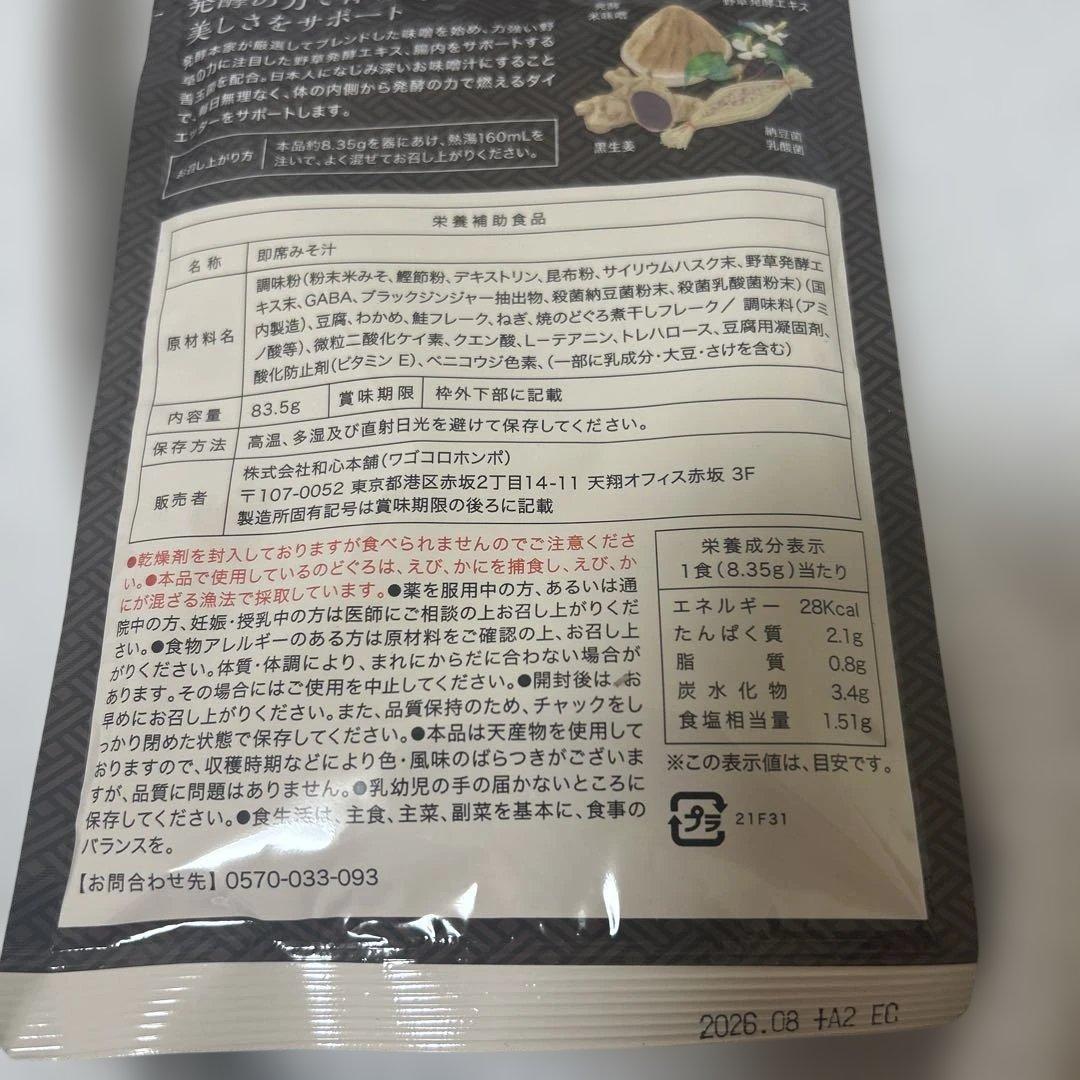 美しさをサポート
発酵本家が厳選してブレンドした味噌を始め、力強い野
草の力に注目した野草発酵エキス、腸内をサポートする
善玉菌を配合。日本人になじみ深いお味噌汁にすること
で、毎日無理なく、体の内側から発酵の力で燃えるダイ
エッターをサポートします。
発酵
米味噌
野草発酵エキス
黒生姜
納豆菌
乳酸菌
お召し上がり方
本品約8.35gを器にあけ、熱湯160mLを
注いで、よく混ぜてお召し上がりください。
栄養補助食品
名称 即席みそ汁
原材料名
調味粉(粉末米みそ、鰹節粉、デキストリン、昆布粉、サイリウムハスク末、野草発酵エ
キス末、GABA、ブラックジンジャー抽出物、殺菌納豆菌粉末、殺菌乳酸菌粉末)(国
内製造)、豆腐、わかめ、鮭フレーク、ねぎ、焼のどぐろ煮干しフレーク/ 調味料(アミ
ノ酸等)、微粒二酸化ケイ素、クエン酸、L-テアニン、トレハロース、豆腐用凝固剤、
酸化防止剤(ビタミン E)、ベニコウジ色素、(一部に乳成分・大豆・さけを含む)
内容量 83.5g 賞味期限 枠外下部に記載
保存方法 高温、多湿及び直射日光を避けて保存してください。
販売者
株式会社和心本舗(ワゴコロホンポ)
〒107-0052 東京都港区赤坂2丁目14-11 天翔オフィス赤坂 3F
製造所固有記号は賞味期限の後ろに記載
●乾燥剤を封入しておりますが食べられませんのでご注意くださ
い。●本品で使用しているのどぐろは、えび、かにを捕食し、えび、か
にが混ざる漁法で採取しています。●薬を服用中の方、あるいは通
院中の方、妊娠・授乳中の方は医師にご相談の上お召し上がりくだ
さい。●食物アレルギーのある方は原材料をご確認の上、お召し上
がりください。体質・体調により、まれにからだに合わない場合が
あります。その場合にはご使用を中止してください。●開封後は、お
早めにお召し上がりください。また、品質保持のため、チャックをし
っかり閉めた状態で保存してください。●本品は天産物を使用して
おりますので、収穫時期などにより色・風味のばらつきがございま
すが、品質に問題はありません。●乳幼児の手の届かないところに
保存してください。●食生活は、主食、主菜、副菜を基本に、食事の
バランスを。
【お問合わせ先】0570-033-093
栄養成分表示
1食(8.35g)当たり
エネルギー 28Kcal
たんぱく質 2.1g
脂質 0.8g
炭水化物 3.4g
食塩相当量 1.51g
※この表示値は、目安です。
プラ 21F31
2026.08 +A2 EC